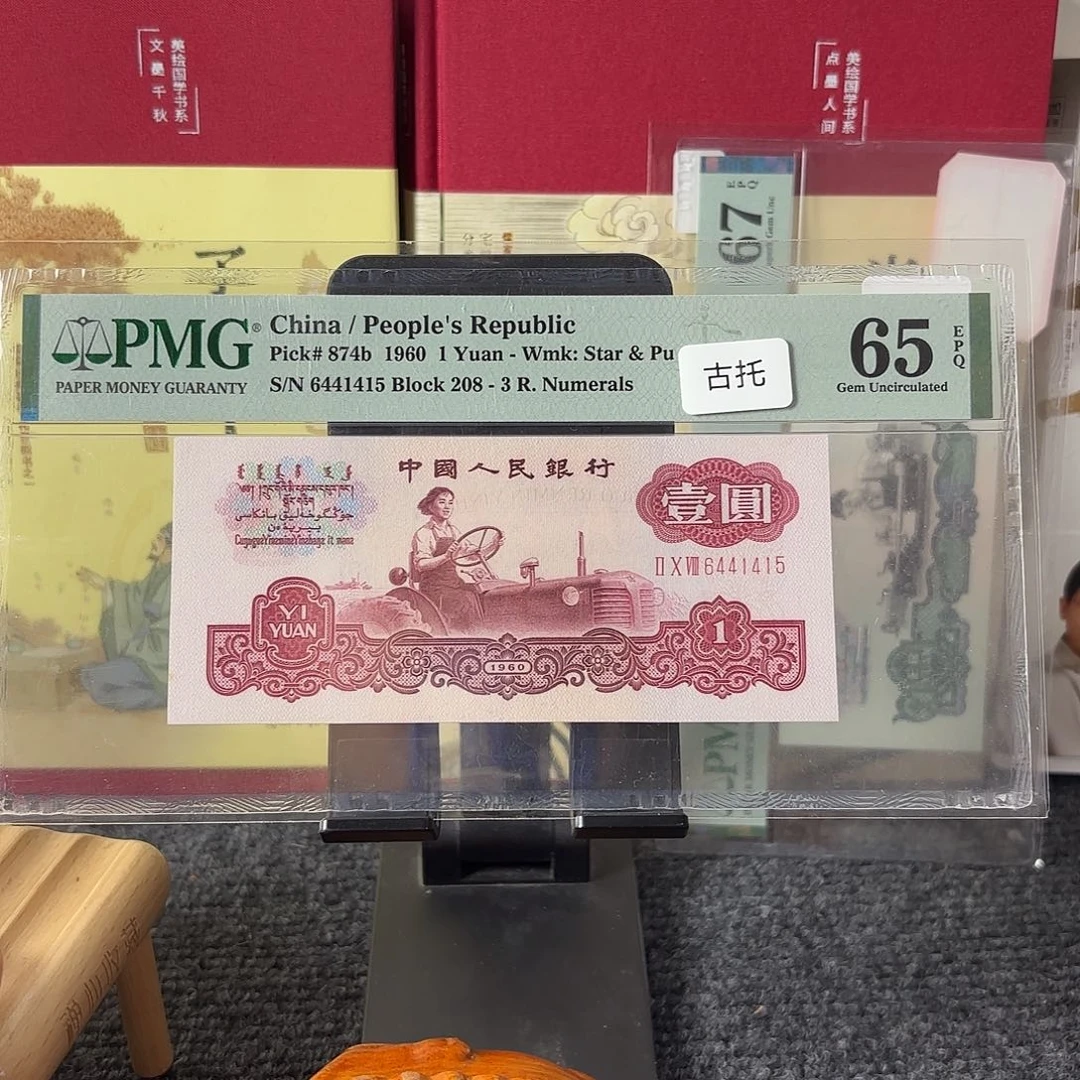 美绘国学书系
文墨千秋
美绘国学书系
点墨人间
67
EPQ
PMG®
PAPER MONEY GUARANTY
China / People's Republic
Pick# 874b 1960 1 Yuan - Wmk: Star & Pu
S/N 6441415 Block 208 - 3 R. Numerals
古托
65
EPQ
Gem Uncirculated
中國人民銀行
壹圓
ⅡⅩⅧ6441415
YI
YUAN
1960
1
PM